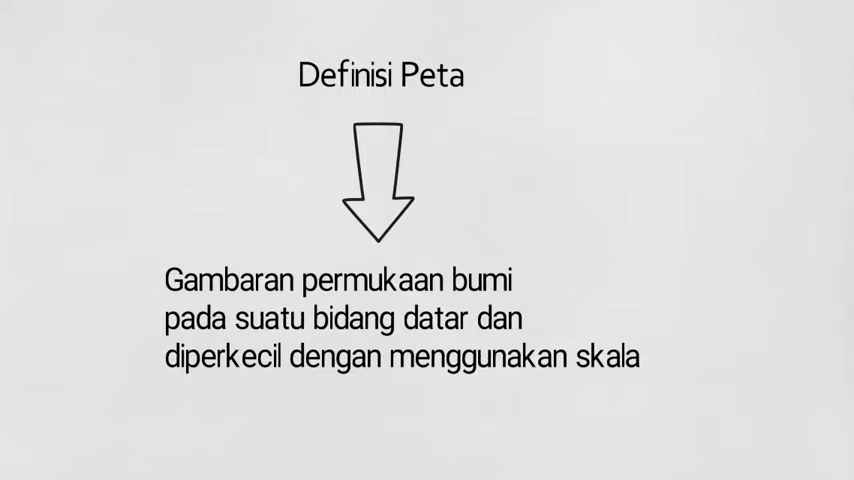 Definisi Peta
Gambaran permukaan bumi
pada suatu bidang datar dan
diperkecil dengan menggunakan skala